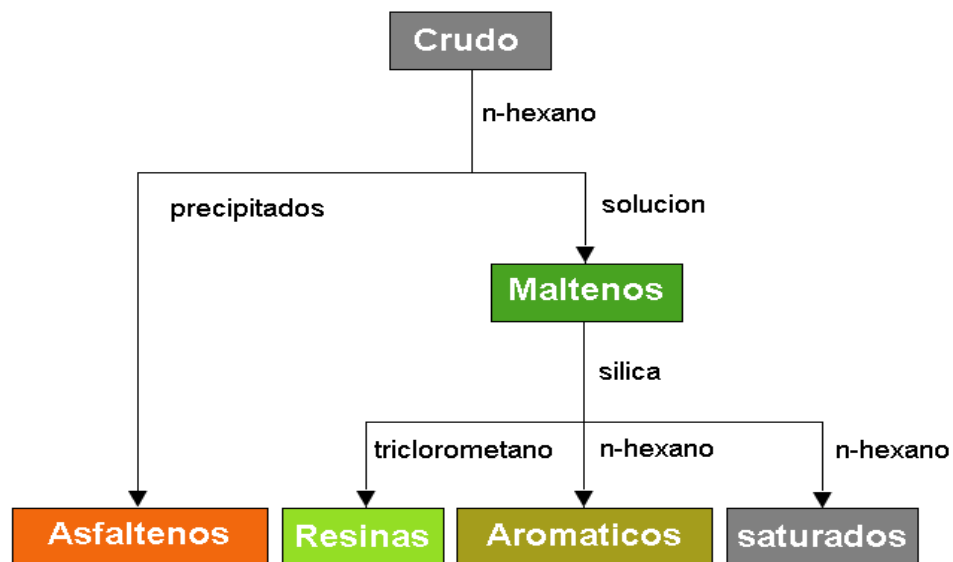 Crudo
n-hexano
precipitados
solucion
Maltenos
silica
triclorometano
n-hexano
n-hexano
Asfaltenos
Resinas
Aromaticos
saturados